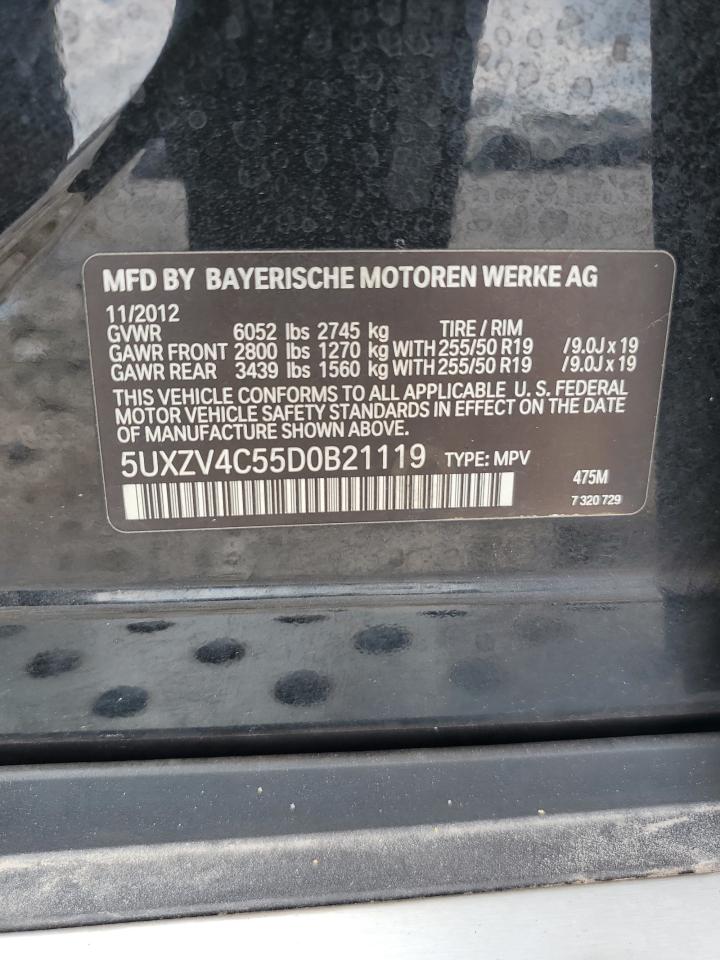 MFD BY BAYERISCHE MOTOREN WERKE AG
11/2012
GVWR 6052 lbs 2745 kg TIRE / RIM
GAWR FRONT 2800 lbs 1270 kg WITH 255/50 R19 /9.0J x 19
GAWR REAR 3439 lbs 1560 kg WITH 255/50 R19 /9.0J x 19
THIS VEHICLE CONFORMS TO ALL APPLICABLE U. S. FEDERAL
MOTOR VEHICLE SAFETY STANDARDS IN EFFECT ON THE DATE
OF MANUFACTURE SHOWN ABOVE.
5UXZV4C55D0B21119 TYPE: MPV
475M
7 320 729